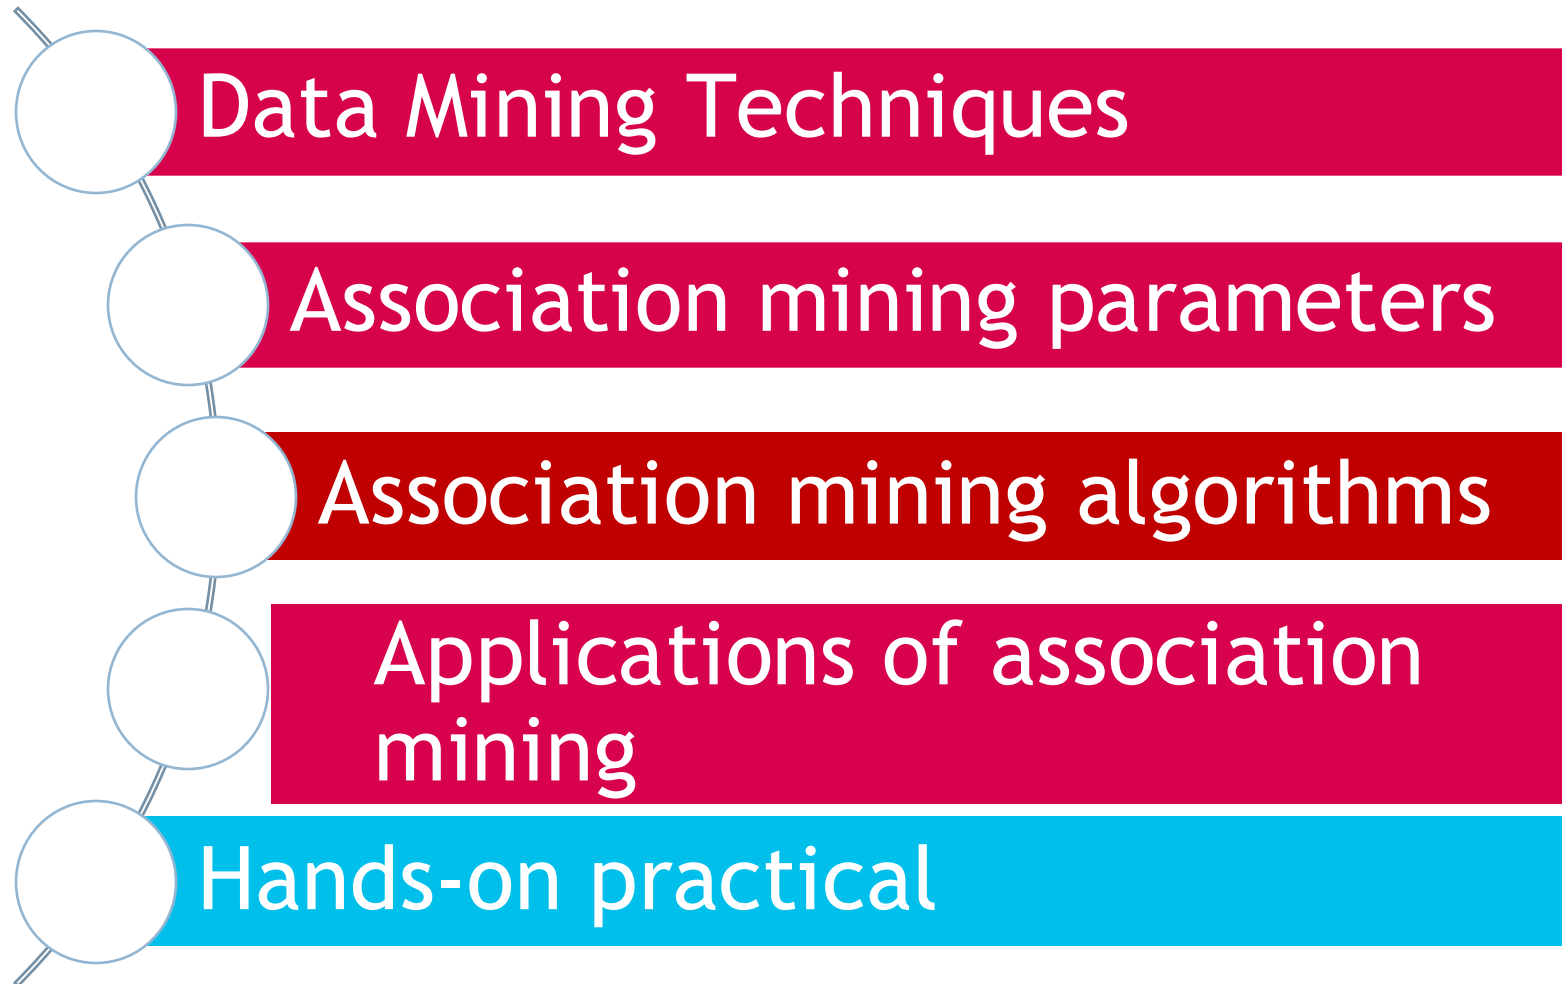 Data Mining Techniques
Association mining parameters
Association mining algorithms
Applications of association
mining
Hands-on practical